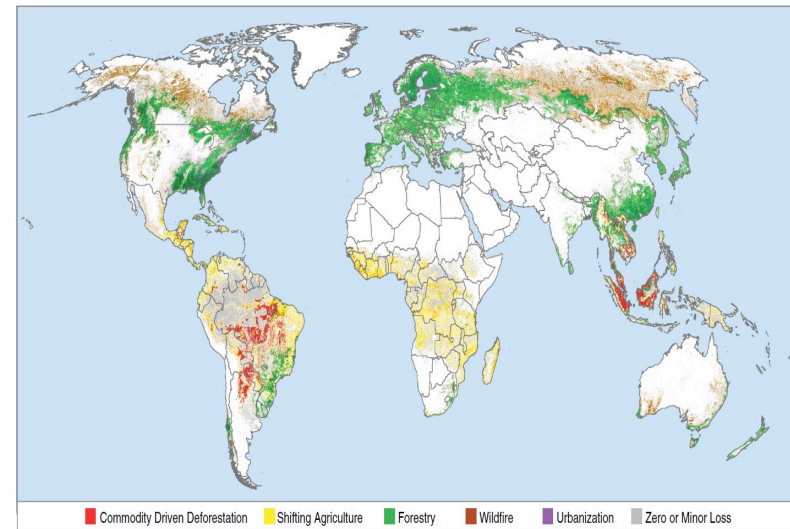 Commodity Driven Deforestation Shifting Agriculture Forestry Wildfire Urbanization Zero or Minor Loss